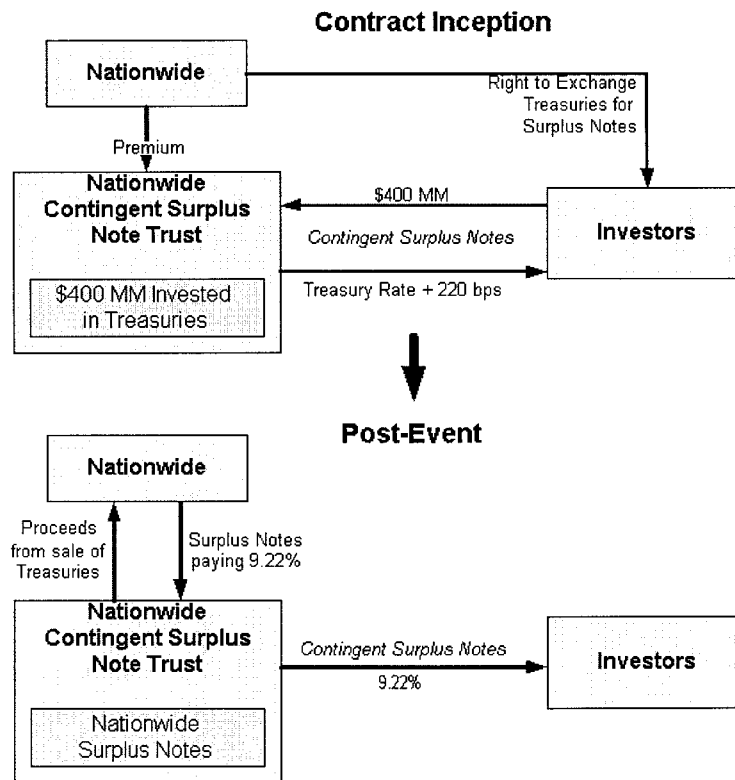 Contract Inception
Nationwide
Right to Exchange
Treasuries for
Surplus Notes
Premium
Nationwide
Contingent Surplus
Note Trust
$400 MM
Contingent Surplus Notes
Investors
$400 MM Invested
in Treasuries
Treasury Rate + 220 bps
Post-Event
Nationwide
Proceeds
from sale of
Treasuries
Surplus Notes
paying 9.22%
Nationwide
Contingent Surplus
Note Trust
Contingent Surplus Notes
9.22%
Investors
Nationwide
Surplus Notes